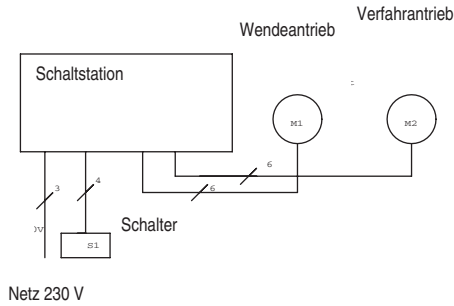 Verfahrantrieb
Wendeantrieb
Schaltstation
M1
M2
6
3
4
6
Schalter
S1
Netz 230 V